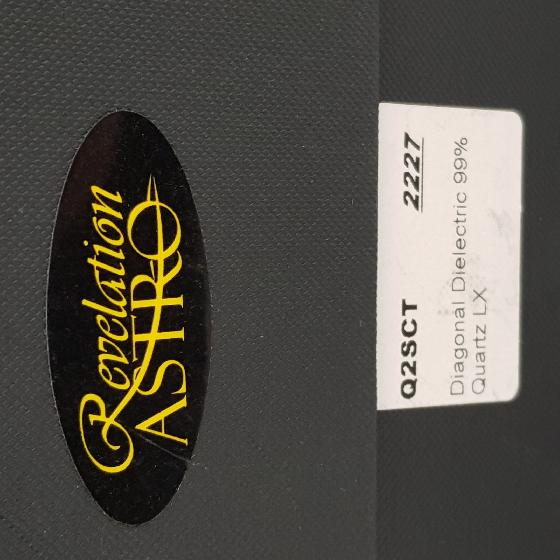 Revelation
ASTRO
Q2SCT 2227
Diagonal Dielectric 99%
Quartz LX